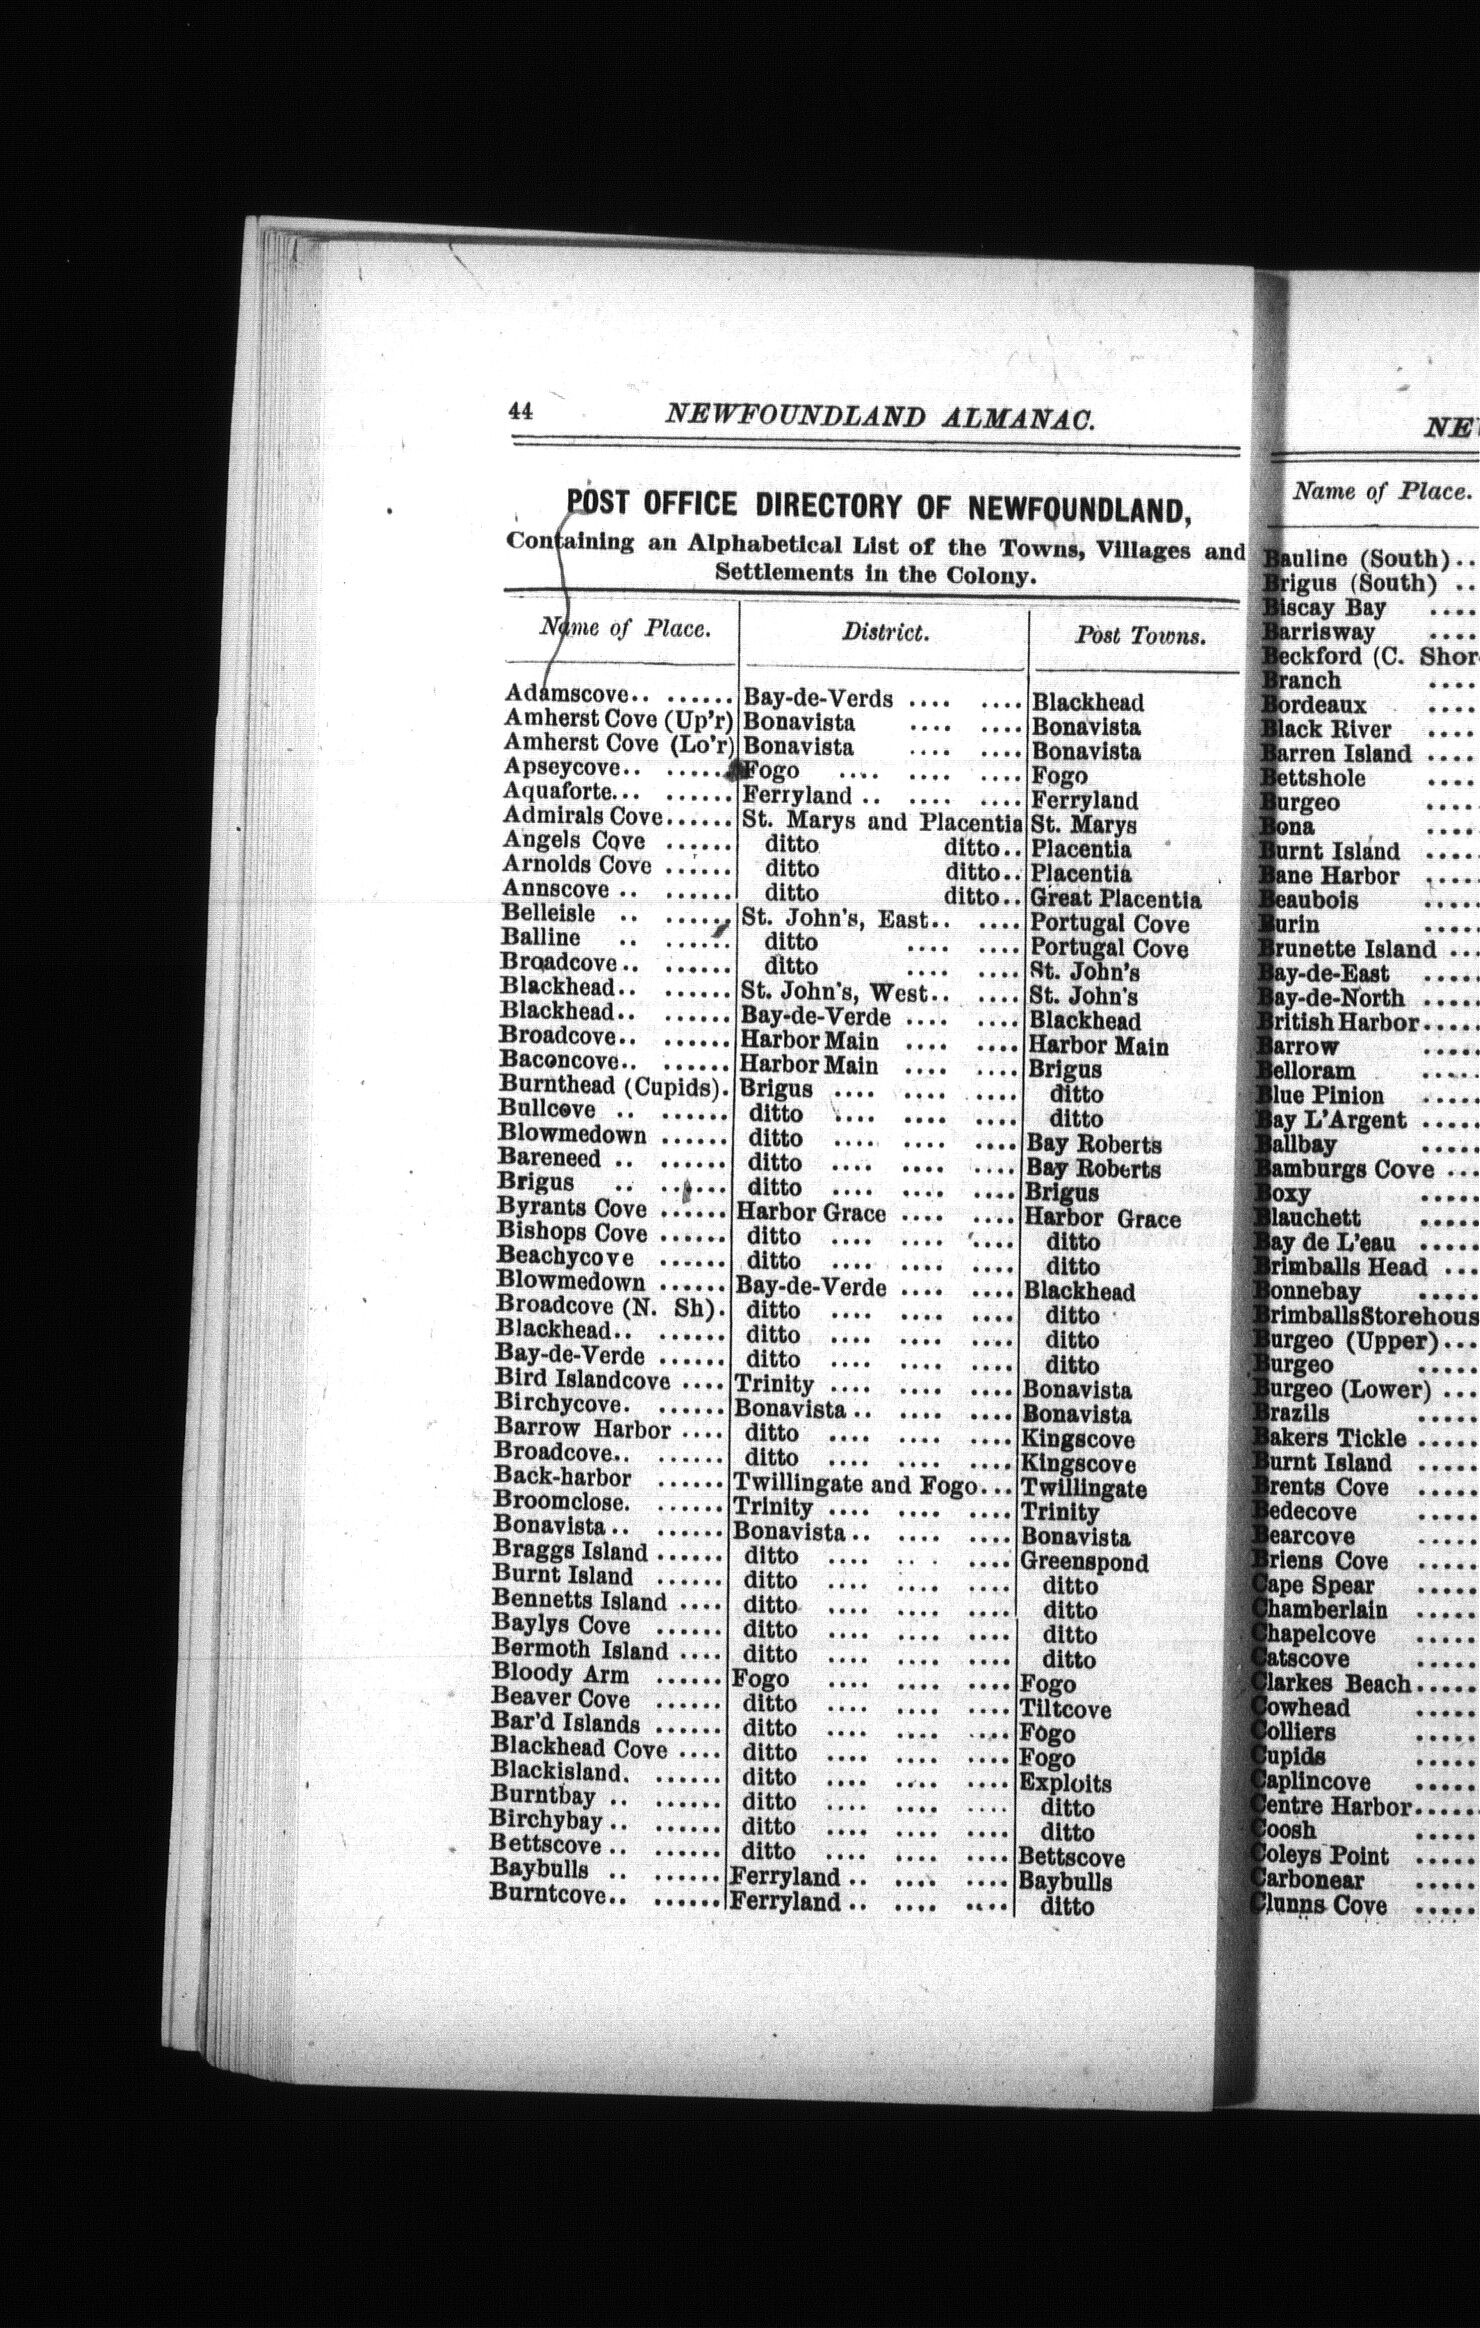 44 NEWFOUNDLAND ALMANAC.
POST OFFICE DIRECTORY OF NEWFOUNDLAND,
Containing an Alphabetical List of the Towns, Villages and
Settlements in the Colony.
Name of Place. District. Post Towns.
Adamscove.. ...... Bay-de-Verds .... .... Blackhead
Amherst Cove (Up'r) Bonavista .... .... Bonavista
Amherst Cove (Lo'r) Bonavista .... .... Bonavista
Apseycove.. ...... Fogo .... .... .... Fogo
Aquaforte... ...... Ferryland .. .... .... Ferryland
Admirals Cove...... St. Marys and Placentia St. Marys
Angels Cove ...... ditto ditto.. Placentia
Arnolds Cove ...... ditto ditto.. Placentia
Annscove .. ...... ditto ditto.. Great Placentia
Belleisle .. ...... St. John's, East.. .... Portugal Cove
Balline .. ...... ditto .... .... Portugal Cove
Broadcove.. ...... ditto .... .... St. John's
Blackhead.. ...... St. John's, West.. .... St. John's
Blackhead.. ...... Bay-de-Verde .... .... Blackhead
Broadcove.. ...... Harbor Main .... .... Harbor Main
Baconcove.. ...... Harbor Main .... .... Brigus
Burnthead (Cupids). Brigus .... .... .... ditto
Bullcove .. ...... ditto .... .... .... ditto
Blowmedown ...... ditto .... .... .... Bay Roberts
Bareneed .. ...... ditto .... .... .... Bay Roberts
Brigus .. ...... ditto .... .... .... Brigus
Byrants Cove ...... Harbor Grace .... .... Harbor Grace
Bishops Cove ...... ditto .... .... .... ditto
Beachycove ...... ditto .... .... .... ditto
Blowmedown ...... Bay-de-Verde .... .... Blackhead
Broadcove (N. Sh). ditto .... .... .... ditto
Blackhead.. ...... ditto .... .... .... ditto
Bay-de-Verde ...... ditto .... .... .... ditto
Bird Islandcove .... Trinity .... .... .... Bonavista
Birchycove. ...... Bonavista.. .... .... Bonavista
Barrow Harbor .... ditto .... .... .... Kingscove
Broadcove.. ...... ditto .... .... .... Kingscove
Back-harbor ...... Twillingate and Fogo... Twillingate
Broomclose. ...... Trinity .... .... .... Trinity
Bonavista.. ...... Bonavista.. .... .... Bonavista
Braggs Island ...... ditto .... .... .... Greenspond
Burnt Island ...... ditto .... .... .... ditto
Bennetts Island .... ditto .... .... .... ditto
Baylys Cove ...... ditto .... .... .... ditto
Bermoth Island .... ditto .... .... .... ditto
Bloody Arm ...... Fogo .... .... .... Fogo
Beaver Cove ...... ditto .... .... .... Tiltcove
Bar'd Islands ...... ditto .... .... .... Fogo
Blackhead Cove .... ditto .... .... .... Fogo
Blackisland. ...... ditto .... .... .... Exploits
Burntbay .. ...... ditto .... .... .... ditto
Birchybay .. ...... ditto .... .... .... ditto
Bettscove .. ...... ditto .... .... .... Bettscove
Baybulls .. ...... Ferryland .. .... .... Baybulls
Burntcove.. ...... Ferryland .. .... .... ditto
NE
Name of Place.
Bauline (South)..
Brigus (South) ..
Biscay Bay ....
Barrisway ....
Beckford (C. Shor
Branch ....
Bordeaux ....
Black River ....
Barren Island ....
Bettshole ....
Burgeo ....
Bona ....
Burnt Island ....
Bane Harbor ....
Beaubois .....
Burin .....
Brunette Island ...
Bay-de-East .....
Bay-de-North .....
British Harbor....
Barrow .....
Belloram .....
Blue Pinion .....
Bay L'Argent .....
Ballbay .....
Bamburgs Cove ...
Boxy .....
Blauchett .....
Bay de L'eau .....
Brimballs Head ...
Bonnebay .....
BrimballsStorehous
Burgeo (Upper)...
Burgeo .....
Burgeo (Lower) ...
Brazils .....
Bakers Tickle .....
Burnt Island .....
Brents Cove .....
Bedecove .....
Bearcove .....
Briens Cove .....
Cape Spear .....
Chamberlain .....
Chapelcove .....
Catscove .....
Clarkes Beach.....
Cowhead .....
Colliers .....
Cupids .....
Caplincove .....
Centre Harbor.....
Coosh .....
Coleys Point .....
Carbonear .....
Clunns Cove .....